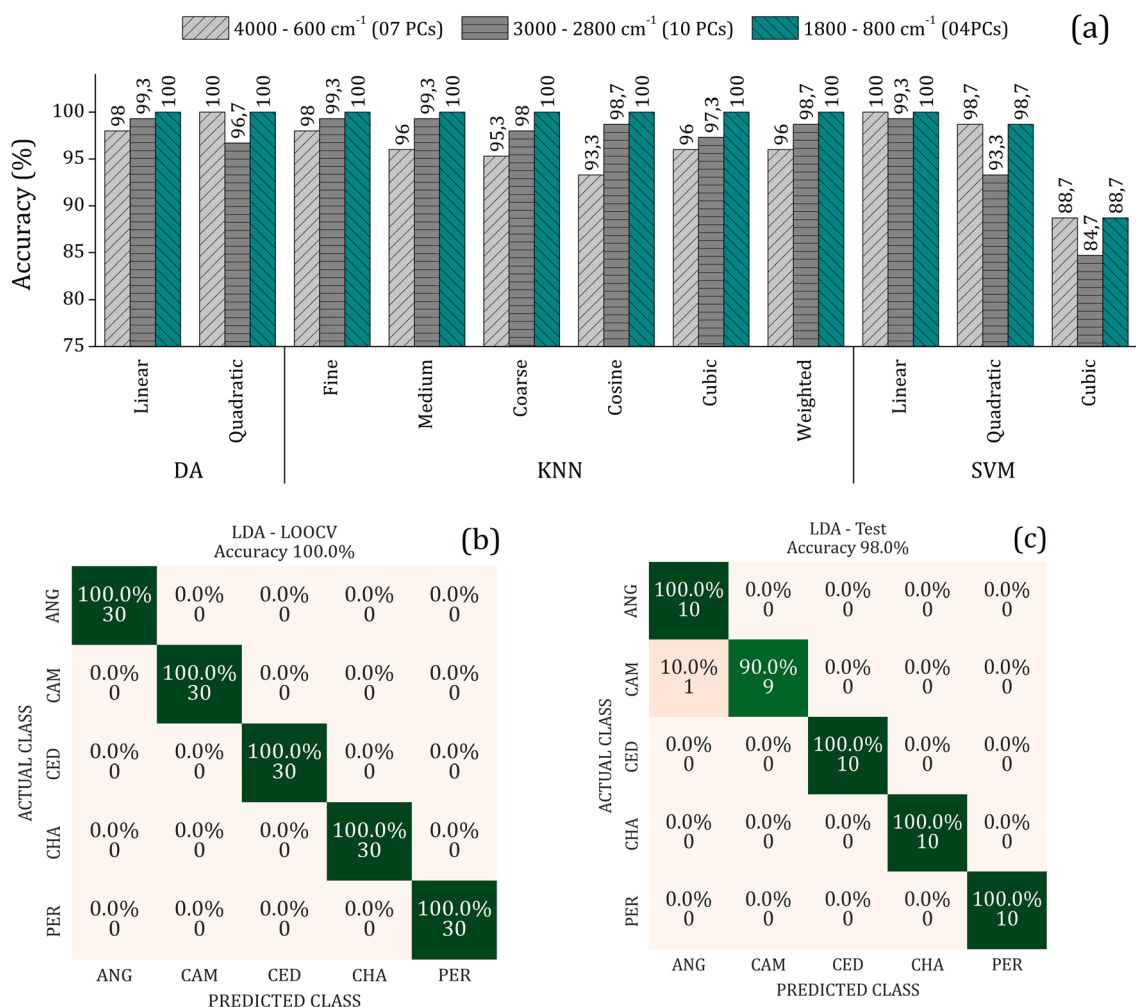 4000 - 600 cm⁻¹ (07 PCs) 3000 - 2800 cm⁻¹ (10 PCs) 1800 - 800 cm⁻¹ (04PCs) (a)
98 99,3 100 100 96,7 100 98 99,3 100 96 99,3 100 95,3 98 100 93,3 98,7 100 96 97,3 100 96 98,7 100 100 99,3 100 98,7 93,3 98,7 88,7 84,7 88,7
Accuracy (%)
100
95
90
85
80
75
Linear Quadratic Fine Medium Coarse Cosine Cubic Weighted Linear Quadratic Cubic
DA KNN SVM
LDA - LOOCV
Accuracy 100.0%
(b)
ACTUAL CLASS
ANG
100.0% 0.0% 0.0% 0.0% 0.0%
30 0 0 0 0
CAM
0.0% 100.0% 0.0% 0.0% 0.0%
0 30 0 0 0
CED
0.0% 0.0% 100.0% 0.0% 0.0%
0 0 30 0 0
CHA
0.0% 0.0% 0.0% 100.0% 0.0%
0 0 0 30 0
PER
0.0% 0.0% 0.0% 0.0% 100.0%
0 0 0 0 30
ANG CAM CED CHA PER
PREDICTED CLASS
LDA - Test
Accuracy 98.0%
(c)
ACTUAL CLASS
ANG
100.0% 0.0% 0.0% 0.0% 0.0%
10 0 0 0 0
CAM
10.0% 90.0% 0.0% 0.0% 0.0%
1 9 0 0 0
CED
0.0% 0.0% 100.0% 0.0% 0.0%
0 0 10 0 0
CHA
0.0% 0.0% 0.0% 100.0% 0.0%
0 0 0 10 0
PER
0.0% 0.0% 0.0% 0.0% 100.0%
0 0 0 0 10
ANG CAM CED CHA PER
PREDICTED CLASS